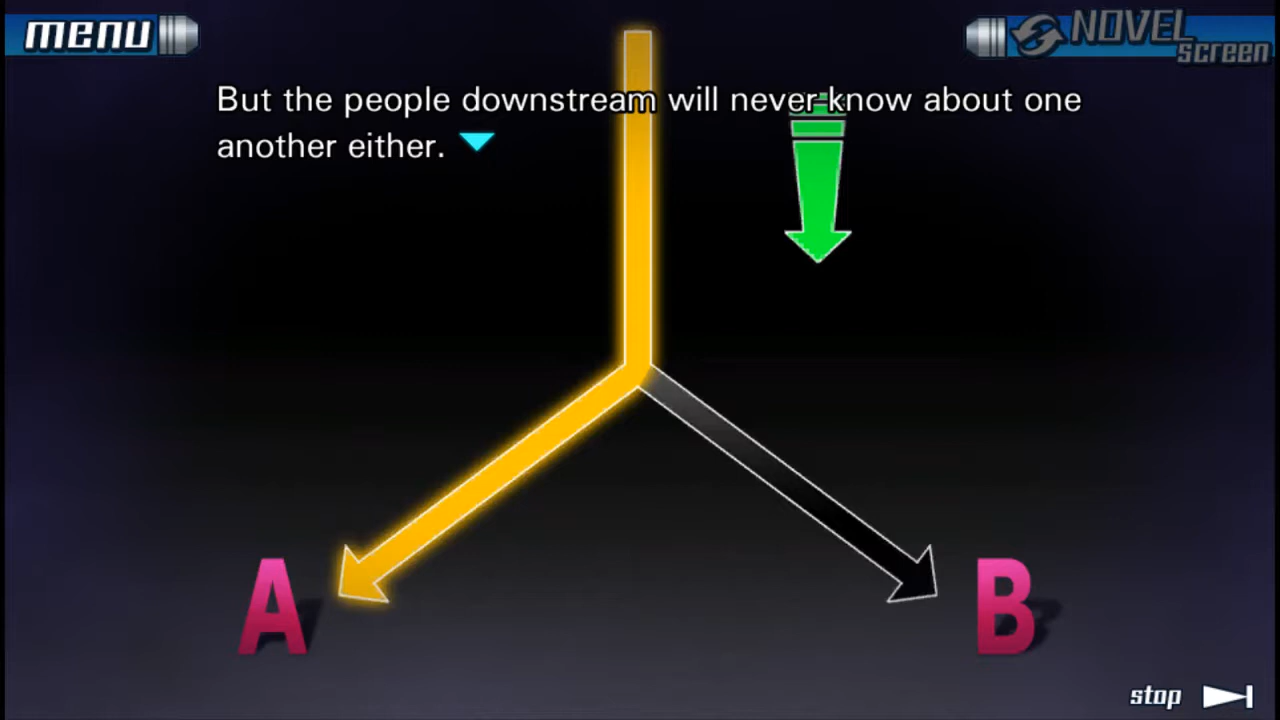 menu
NOVEL
screen
But the people downstream will never know about one
another either.
A
B
stop